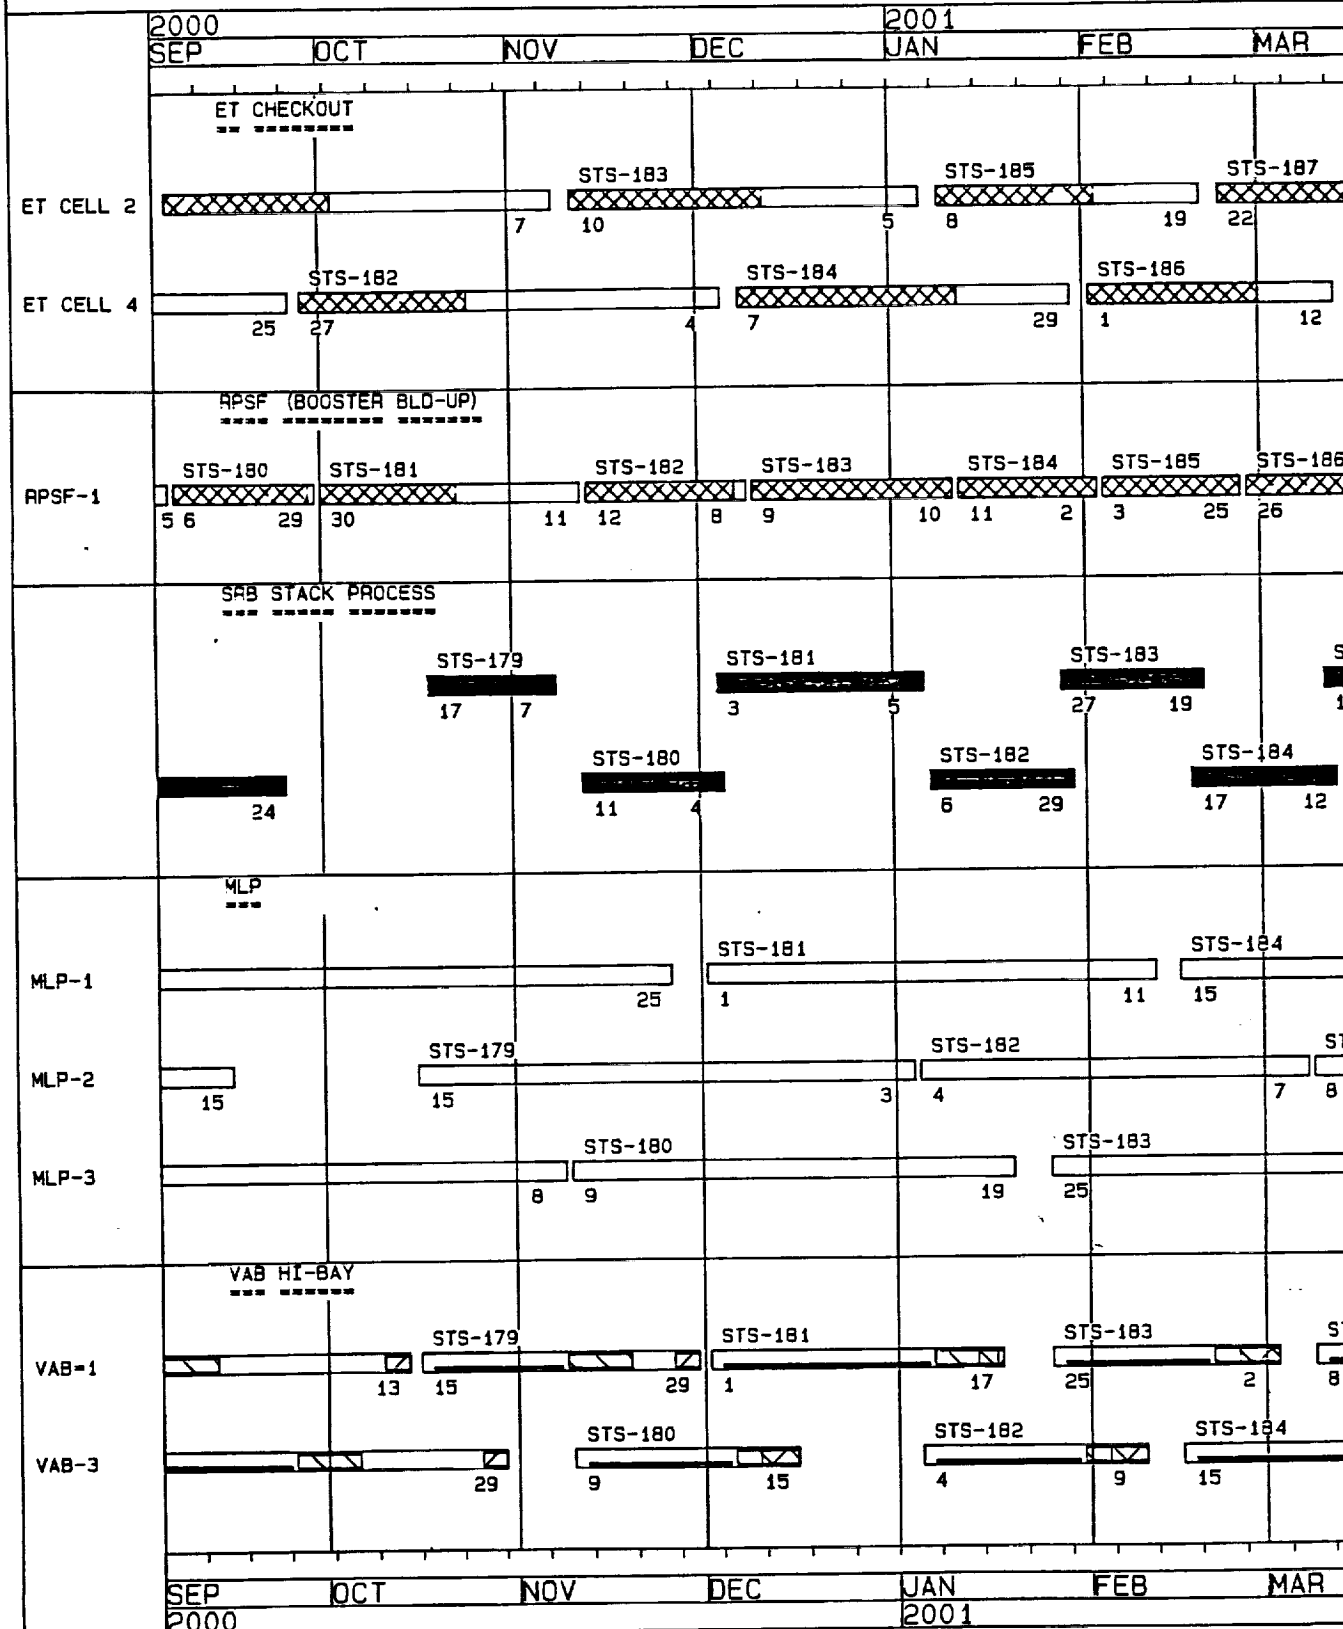 2000 2001
SEP OCT NOV DEC JAN FEB MAR
ET CHECKOUT
STS-183 STS-185 STS-187
ET CELL 2
7 10 5 8 19 22
STS-182 STS-184 STS-186
ET CELL 4
25 27 4 7 29 1 12
RPSF (BOOSTER BLD-UP)
STS-180 STS-181 STS-182 STS-183 STS-184 STS-185 STS-186
RPSF-1
5 6 29 30 11 12 8 9 10 11 2 3 25 26
SRB STACK PROCESS
STS-179 STS-181 STS-183 S
17 7 3 5 27 19 1
STS-180 STS-182 STS-184
24 11 4 6 29 17 12
MLP
STS-181 STS-184
MLP-1
25 1 11 15
STS-179 STS-182 ST
MLP-2
15 15 3 4 7 8
STS-180 STS-183
MLP-3
8 9 19 25
VAB HI-BAY
STS-179 STS-181 STS-183 ST
VAB=1
13 15 29 1 17 25 2 8
STS-180 STS-182 STS-184
VAB-3
29 9 15 4 9 15
SEP OCT NOV DEC JAN FEB MAR
2000 2001